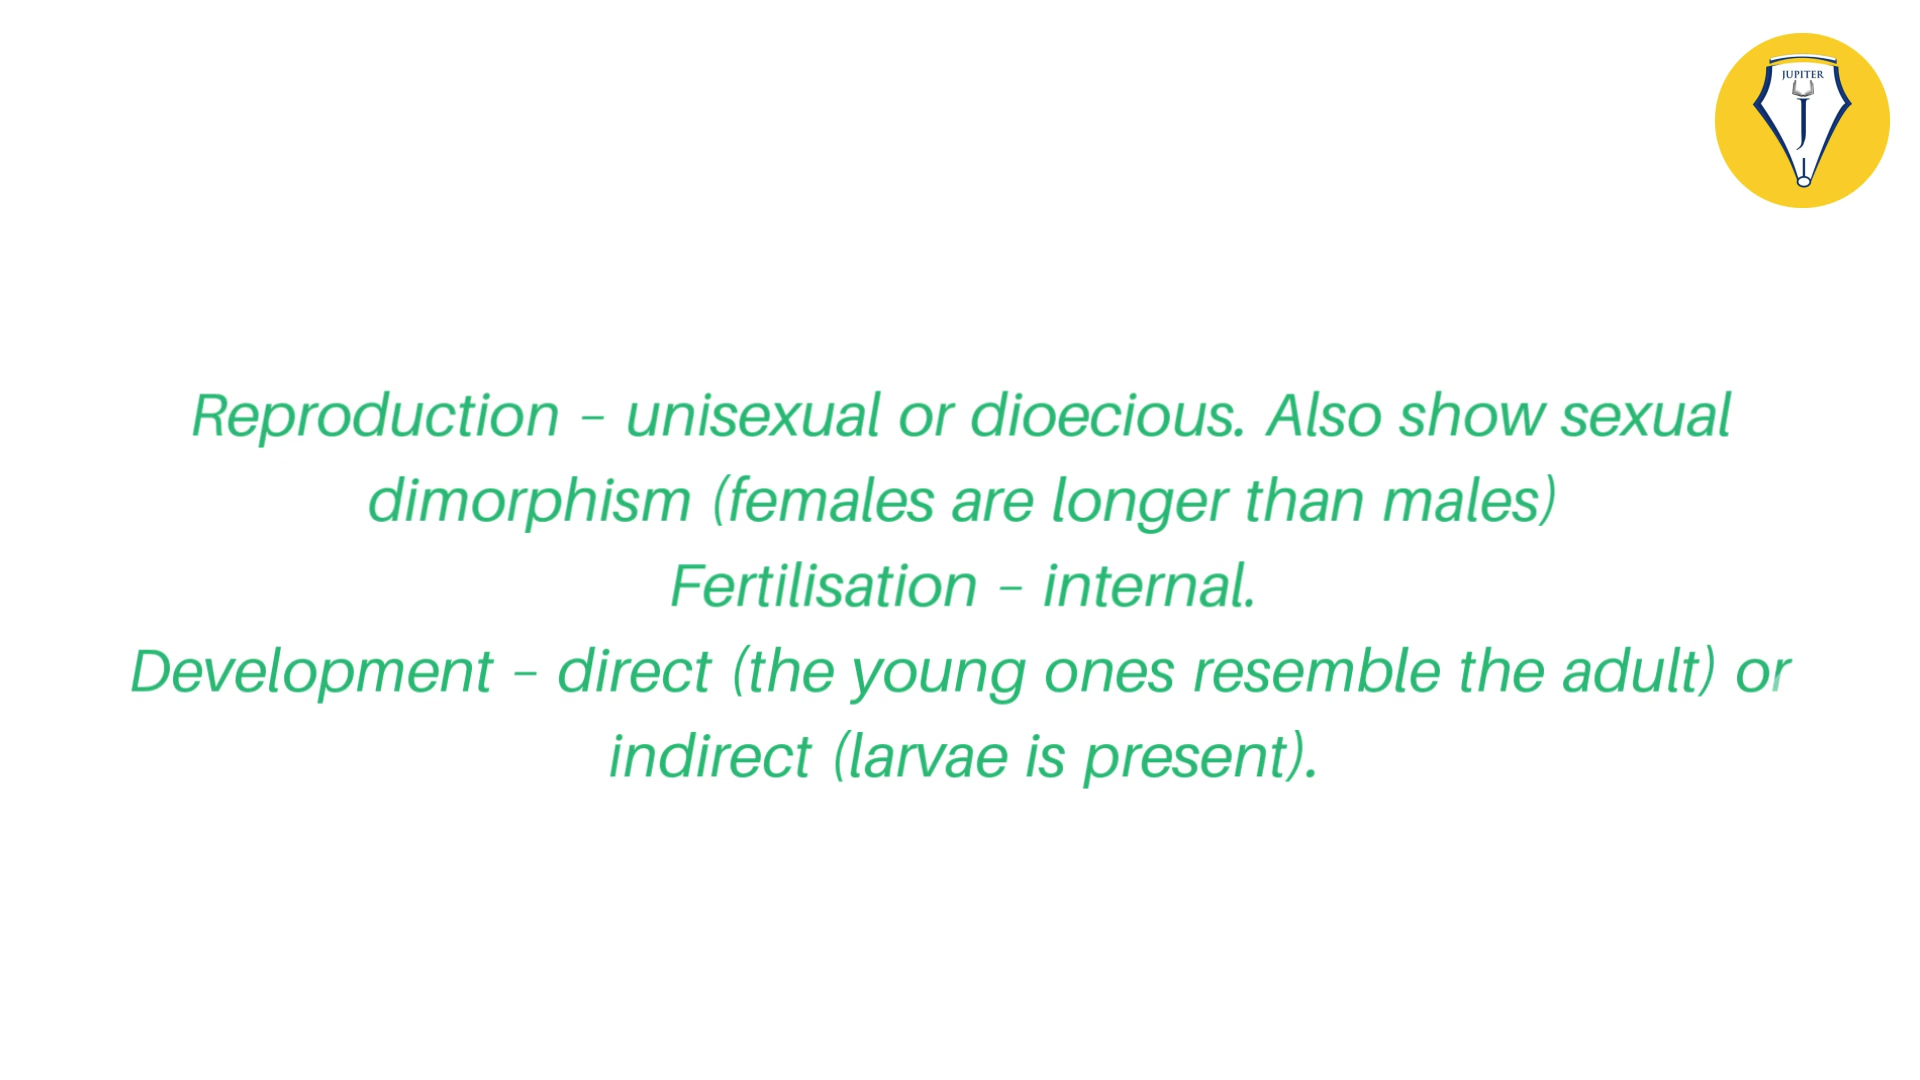 JUPITER
J
Reproduction – unisexual or dioecious. Also show sexual
dimorphism (females are longer than males)
Fertilisation – internal.
Development – direct (the young ones resemble the adult) or
indirect (larvae is present).